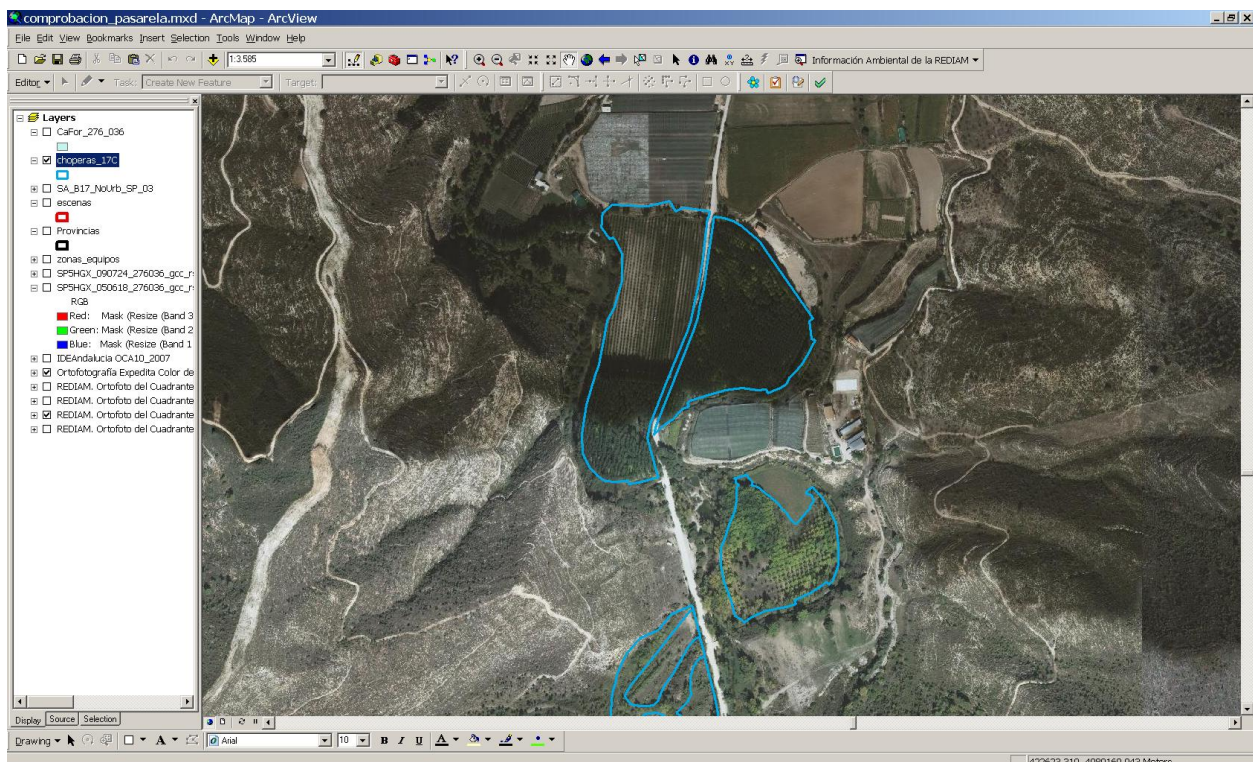 comprobacion_pasarela.mxd - ArcMap - ArcView
File Edit View Bookmarks Insert Selection Tools Window Help
1:3.585
Información Ambiental de la REDIAM
Editor Task: Create New Feature Target:
Layers
CaFor_276_036
choperas_17C
SA_B17_NoUrb_SP_03
escenas
Provincias
zonas_equipos
SP5HGX_090724_276036_gcc_r
SP5HGX_050618_276036_gcc_r
RGB
Red: Mask (Resize (Band 3
Green: Mask (Resize (Band 2
Blue: Mask (Resize (Band 1
IDEAndalucia OCA10_2007
Ortofotografía Expedita Color de
REDIAM. Ortofoto del Cuadrante
REDIAM. Ortofoto del Cuadrante
REDIAM. Ortofoto del Cuadrante
REDIAM. Ortofoto del Cuadrante
Display Source Selection
Drawing A Arial 10 B I U A